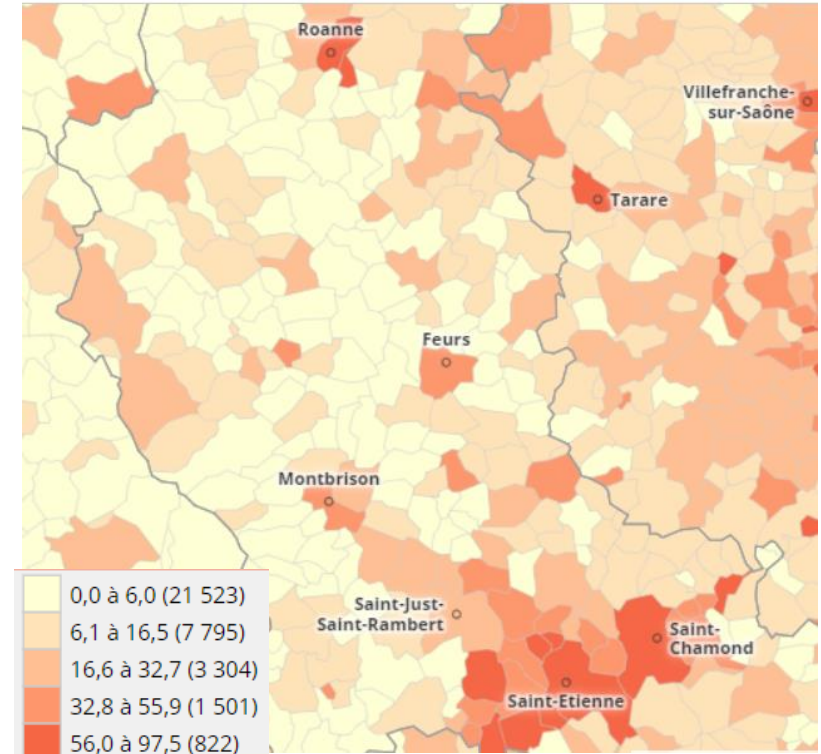 Roanne
Villefranche-
sur-Saône
Tarare
Feurs
Montbrison
Saint-Just-
Saint-Rambert
Saint-
Chamond
Saint-Etienne
0,0 à 6,0 (21 523)
6,1 à 16,5 (7 795)
16,6 à 32,7 (3 304)
32,8 à 55,9 (1 501)
56,0 à 97,5 (822)